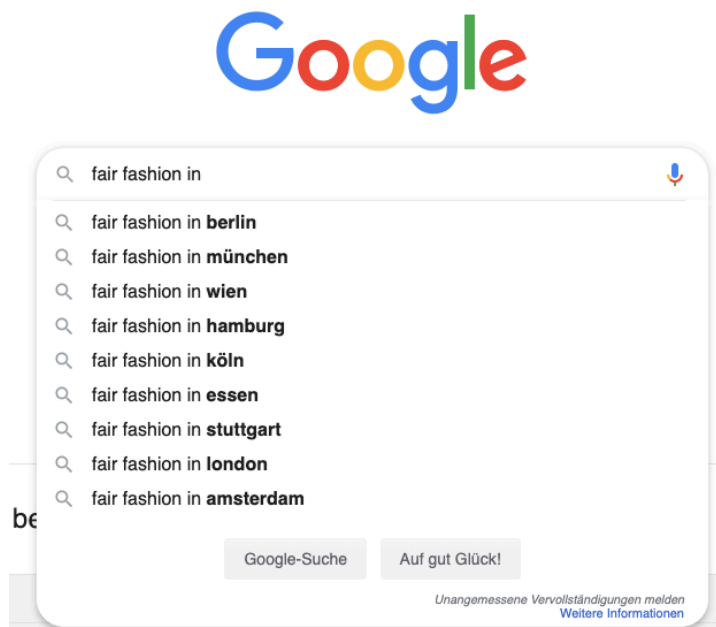 Google
fair fashion in
fair fashion in berlin
fair fashion in münchen
fair fashion in wien
fair fashion in hamburg
fair fashion in köln
fair fashion in essen
fair fashion in stuttgart
fair fashion in london
fair fashion in amsterdam
be
Google-Suche Auf gut Glück!
Unangemessene Vervollständigungen melden
Weitere Informationen